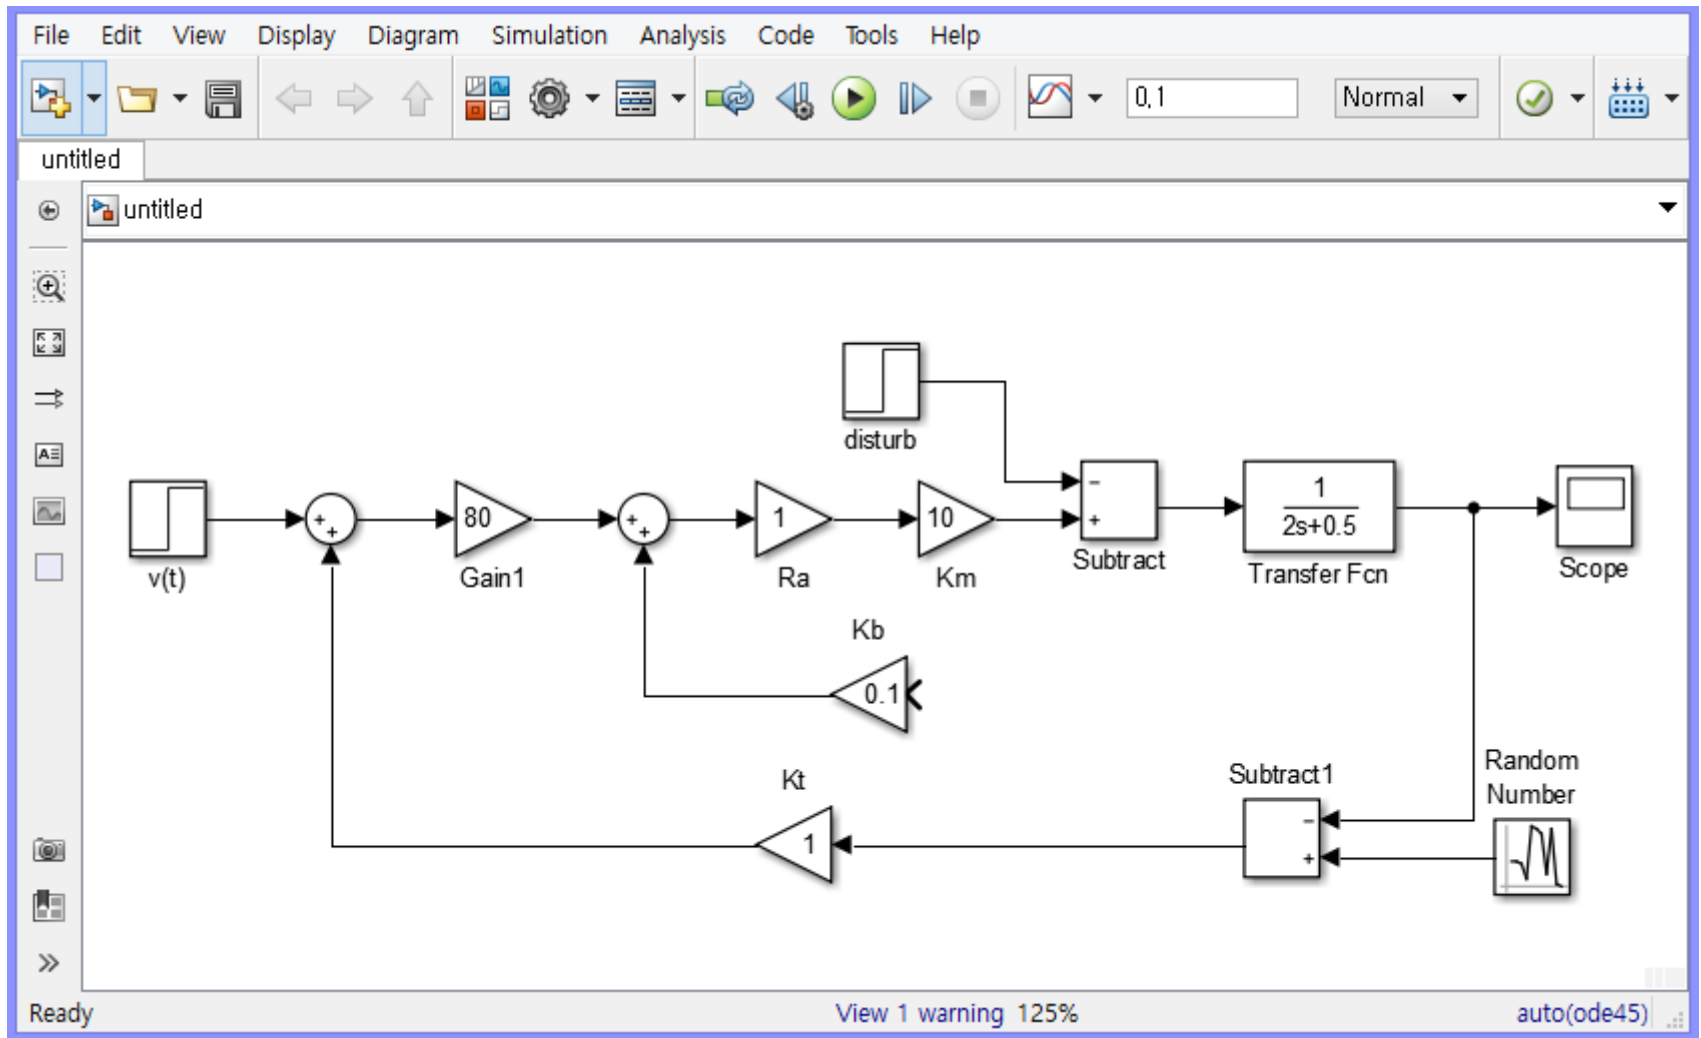 File Edit View Display Diagram Simulation Analysis Code Tools Help
0,1 Normal
untitled
untitled
disturb
v(t)
+
+
80
Gain1
+
+
1
Ra
10
Km
−
+
Subtract
1
2s+0.5
Transfer Fcn
Scope
Kb
0.1
Kt
1
Subtract1
−
+
Random
Number
Ready View 1 warning 125% auto(ode45)